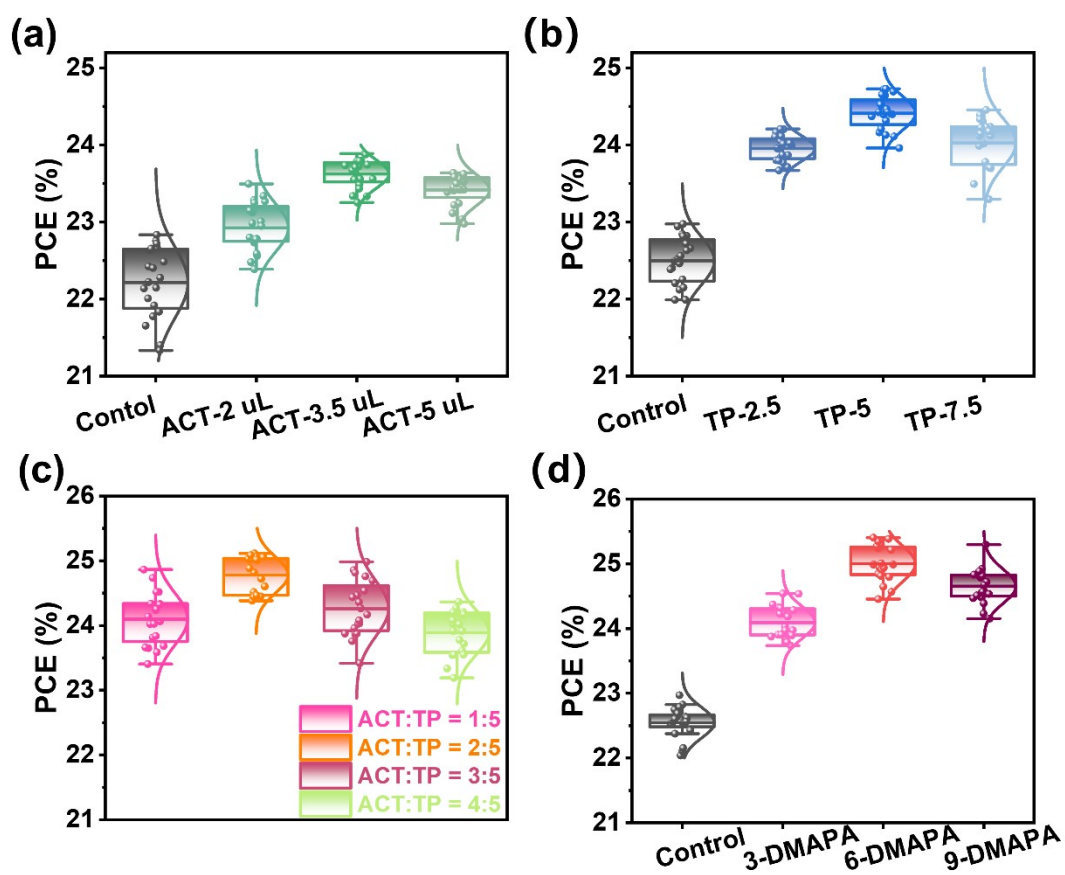 (a)
25
24
23
22
21
PCE (%)
Contol
ACT-2 uL
ACT-3.5 uL
ACT-5 uL
(b)
25
24
23
22
21
PCE (%)
Control
TP-2.5
TP-5
TP-7.5
(c)
26
25
24
23
22
21
PCE (%)
ACT:TP = 1:5
ACT:TP = 2:5
ACT:TP = 3:5
ACT:TP = 4:5
(d)
26
25
24
23
22
21
PCE (%)
Control
3-DMAPA
6-DMAPA
9-DMAPA